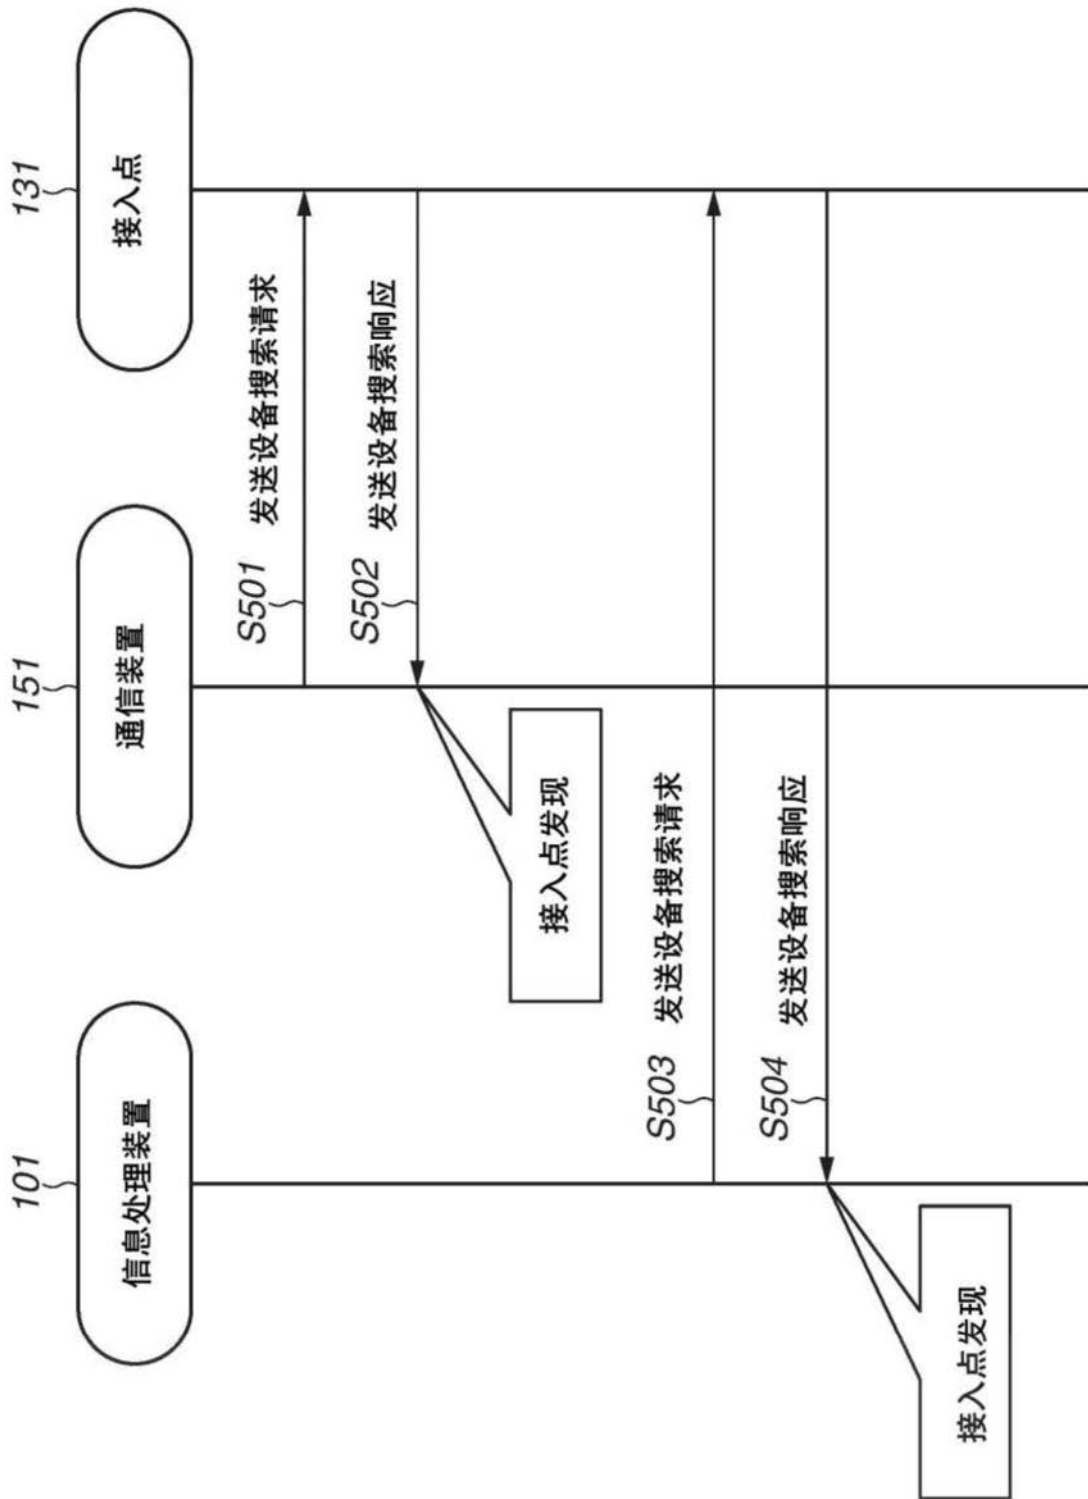 101
151
131
信息处理装置
通信装置
接入点
S501
发送设备搜索请求
S502
发送设备搜索响应
接入点发现
S503
发送设备搜索请求
S504
发送设备搜索响应
接入点发现